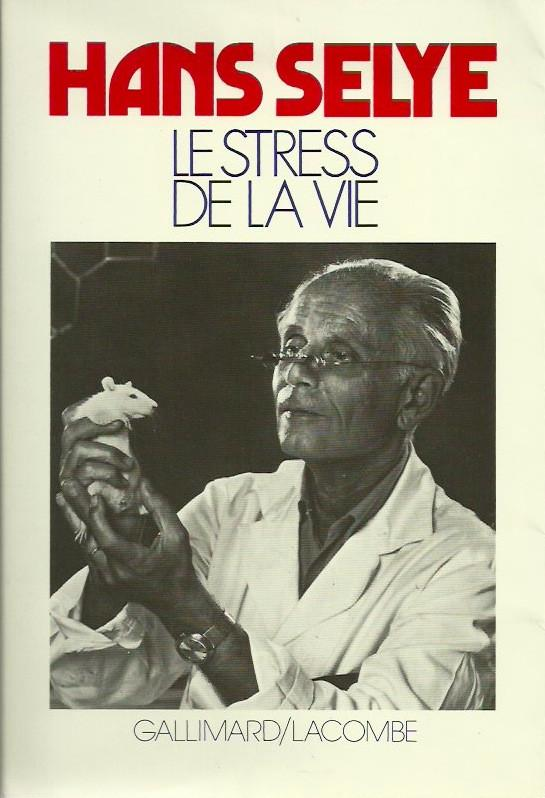 HANS SELYE
LE STRESS
DE LA VIE
GALLIMARD/LACOMBE